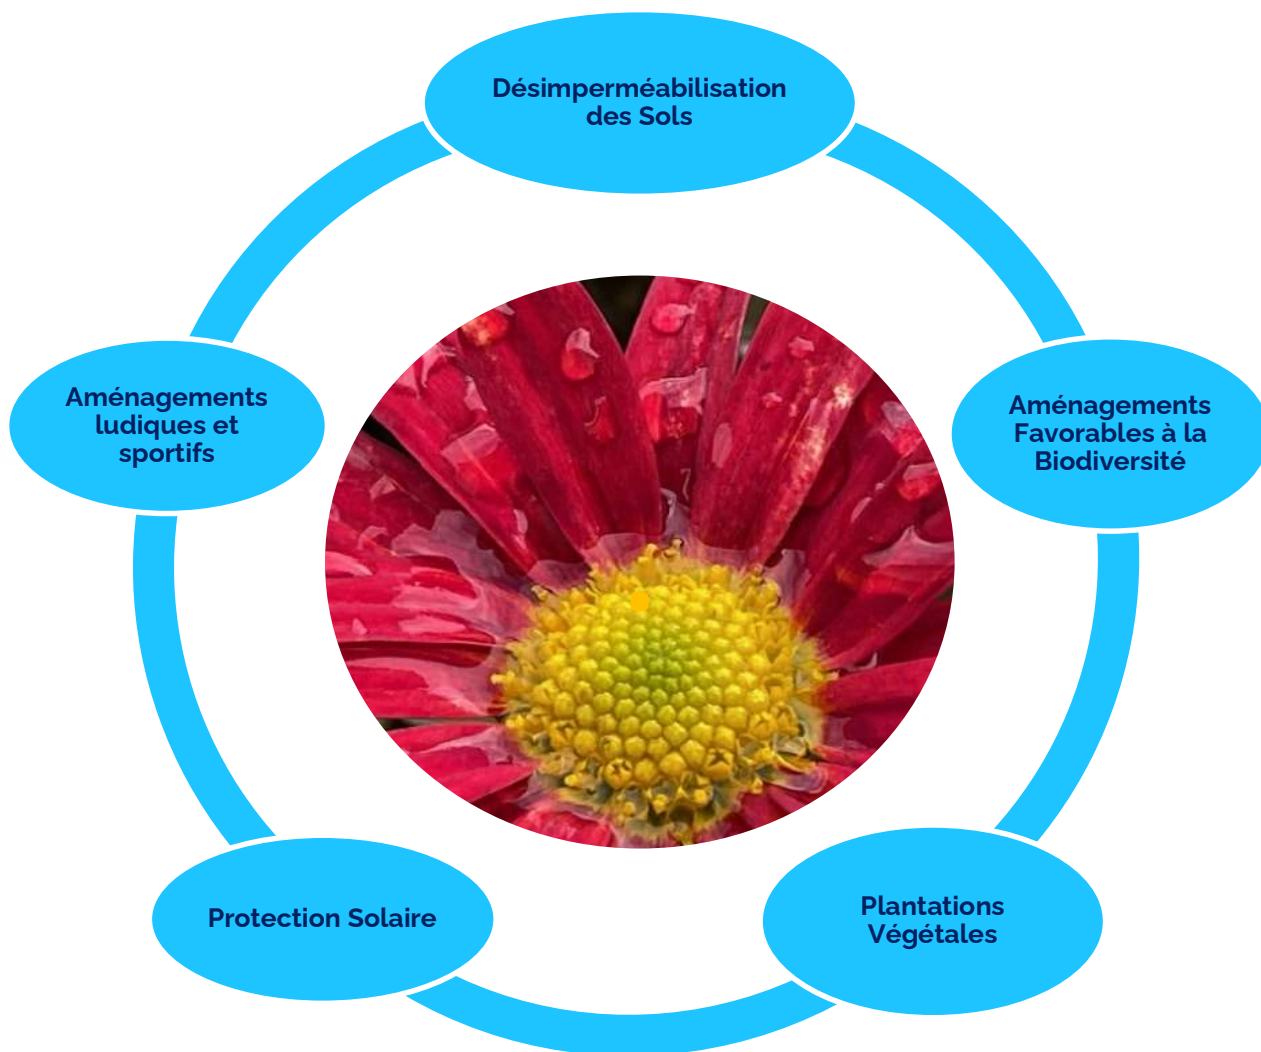 Désimperméabilisation
des Sols
Aménagements
ludiques et
sportifs
Aménagements
Favorables à la
Biodiversité
Protection Solaire
Plantations
Végétales